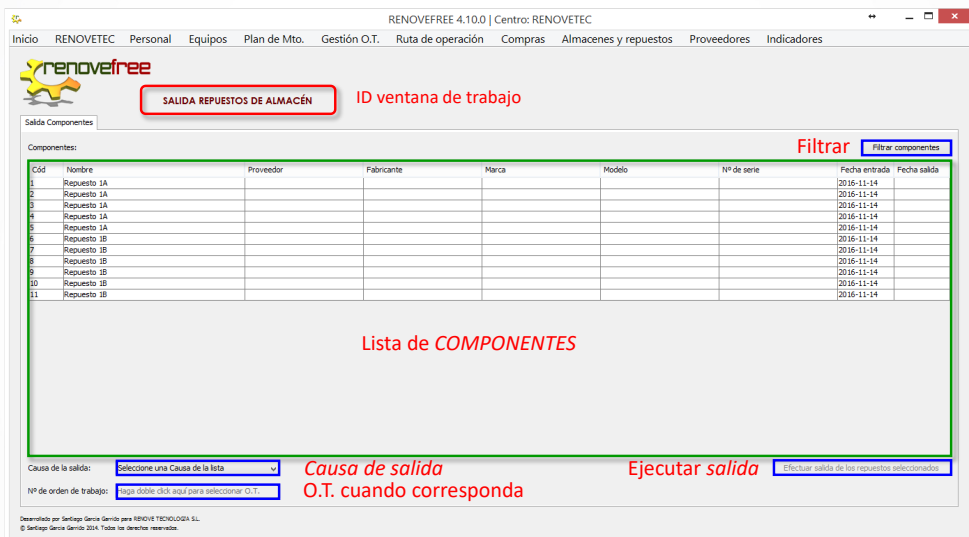 RENOVEFREE 4.10.0 | Centro: RENOVETEC
Inicio RENOVETEC Personal Equipos Plan de Mto. Gestión O.T. Ruta de operación Compras Almacenes y repuestos Proveedores Indicadores
renovefree
SALIDA REPUESTOS DE ALMACÉN ID ventana de trabajo
Salida Componentes
Componentes: Filtrar Filtrar componentes
Cód Nombre Proveedor Fabricante Marca Modelo Nº de serie Fecha entrada Fecha salida
1 Repuesto 1A 2016-11-14
2 Repuesto 1A 2016-11-14
3 Repuesto 1A 2016-11-14
4 Repuesto 1A 2016-11-14
5 Repuesto 1A 2016-11-14
6 Repuesto 1B 2016-11-14
7 Repuesto 1B 2016-11-14
8 Repuesto 1B 2016-11-14
9 Repuesto 1B 2016-11-14
10 Repuesto 1B 2016-11-14
11 Repuesto 1B 2016-11-14
Lista de COMPONENTES
Causa de la salida: Seleccione una Causa de la lista Causa de salida Ejecutar salida Efectuar salida de los repuestos seleccionados
Nº de orden de trabajo: Haga doble click aquí para seleccionar O.T. O.T. cuando corresponda
Desarrollado por Santiago Garcia Garrido para RENOVE TECNOLOGÍA S.L.
© Santiago Garcia Garrido 2014. Todos los derechos reservados.